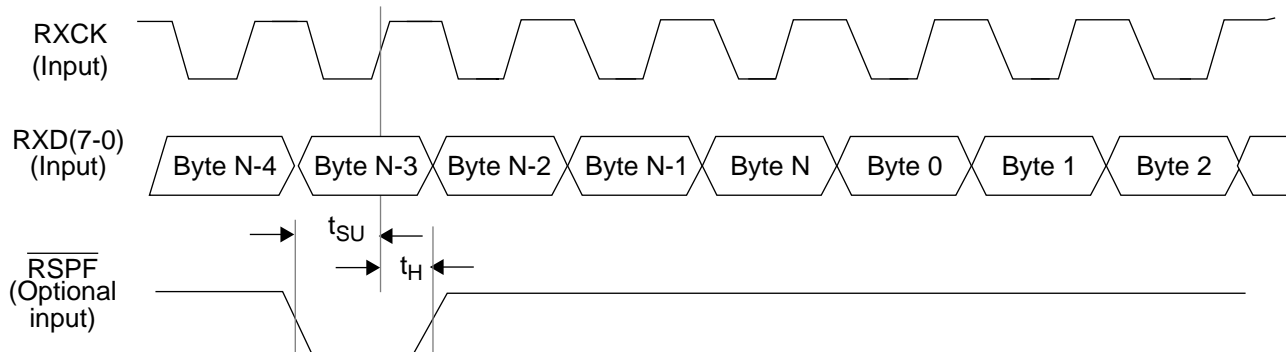 RXCK
(Input)
RXD(7-0)
(Input)
Byte N-4 Byte N-3 Byte N-2 Byte N-1 Byte N Byte 0 Byte 1 Byte 2
tSU
tH
RSPF
(Optional
input)